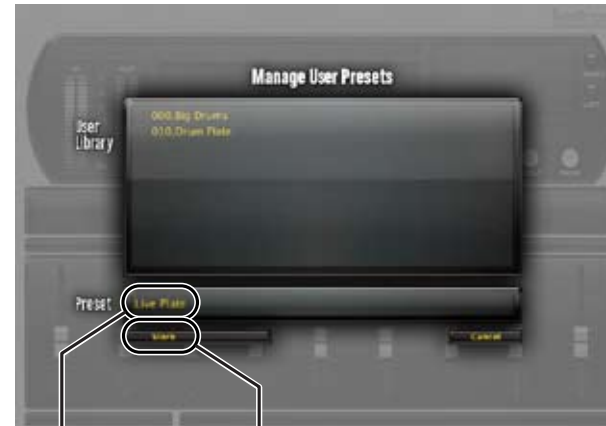 Manage User Presets
000.Big Drums
010.Drum Plate
User
Library
Preset
Live Plate
Store
Cancel